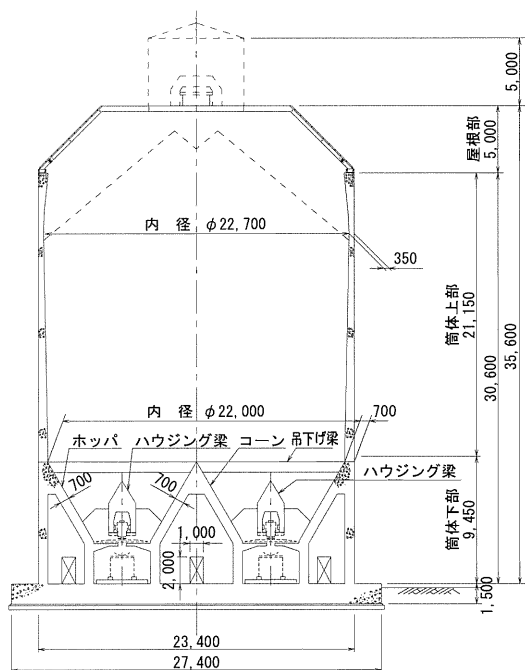 5,000
屋根部
5,000
内 径 φ22,700
350
筒体上部
21,150
30,600
35,600
内 径 φ22,000
700
ホッパ
ハウジング梁
コーン
吊下げ梁
700
700
ハウジング梁
1,000
2,000
筒体下部
9,450
1,500
23,400
27,400